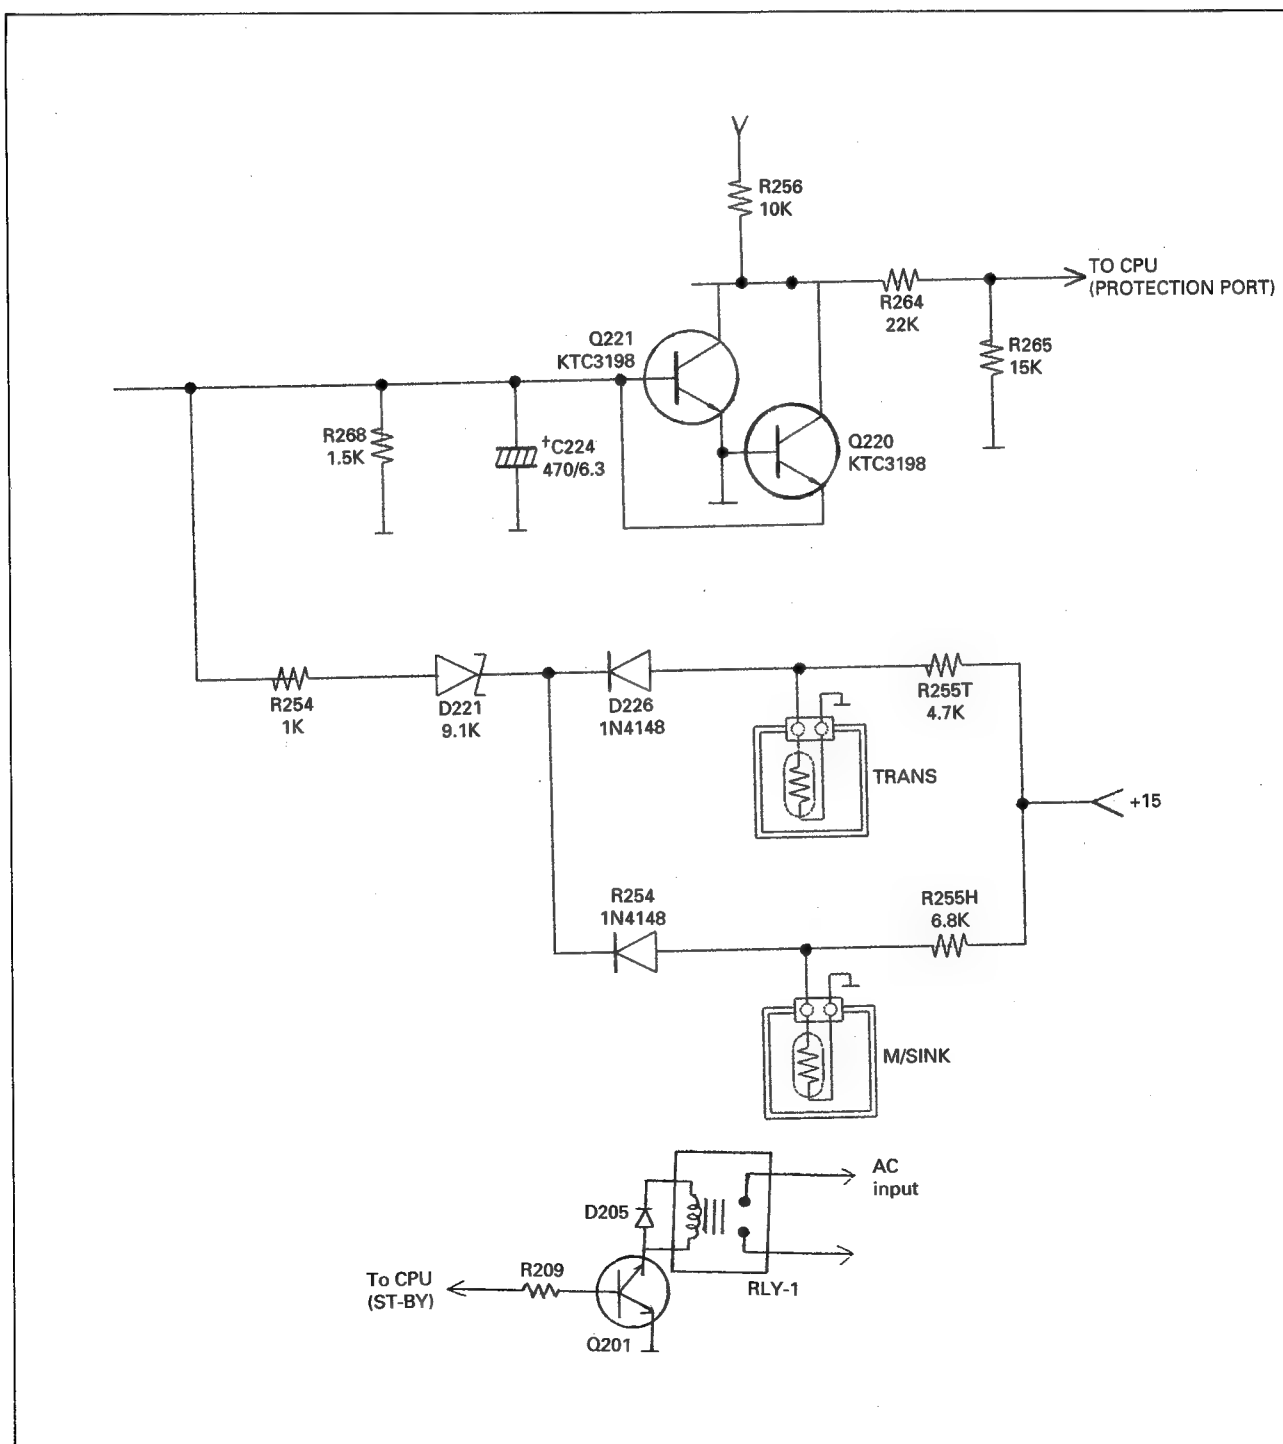 R256
10K
TO CPU
(PROTECTION PORT)
R264
22K
R265
15K
Q221
KTC3198
Q220
KTC3198
R268
1.5K
+C224
470/6.3
R254
1K
D221
9.1K
D226
1N4148
R255T
4.7K
TRANS
+15
R254
1N4148
R255H
6.8K
M/SINK
AC
input
D205
RLY-1
R209
To CPU
(ST-BY)
Q201